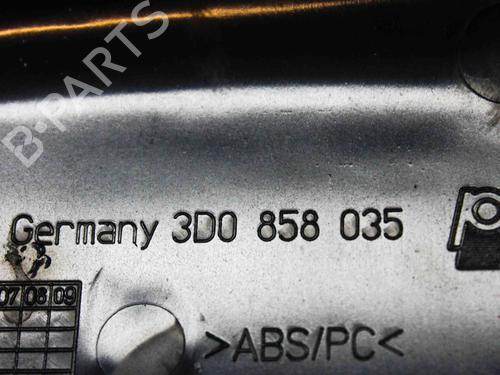 B-PARTS
Germany 3D0 858 035
07 08 09
>ABS/PC<